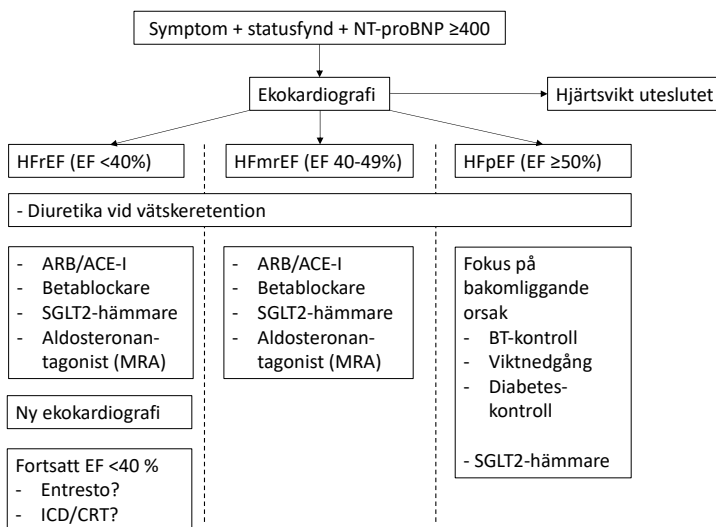 Symptom + statusfynd + NT-proBNP ≥400
Ekokardiografi
Hjärtsvikt uteslutet
HFrEF (EF <40%)
HFmrEF (EF 40-49%)
HFpEF (EF ≥50%)
- Diuretika vid vätskeretention
- ARB/ACE-I
- Betablockare
- SGLT2-hämmare
- Aldosteronan-
tagonist (MRA)
- ARB/ACE-I
- Betablockare
- SGLT2-hämmare
- Aldosteronan-
tagonist (MRA)
Fokus på
bakomliggande
orsak
- BT-kontroll
- Viktnedgång
- Diabetes-
kontroll
- SGLT2-hämmare
Ny ekokardiografi
Fortsatt EF <40 %
- Entresto?
- ICD/CRT?